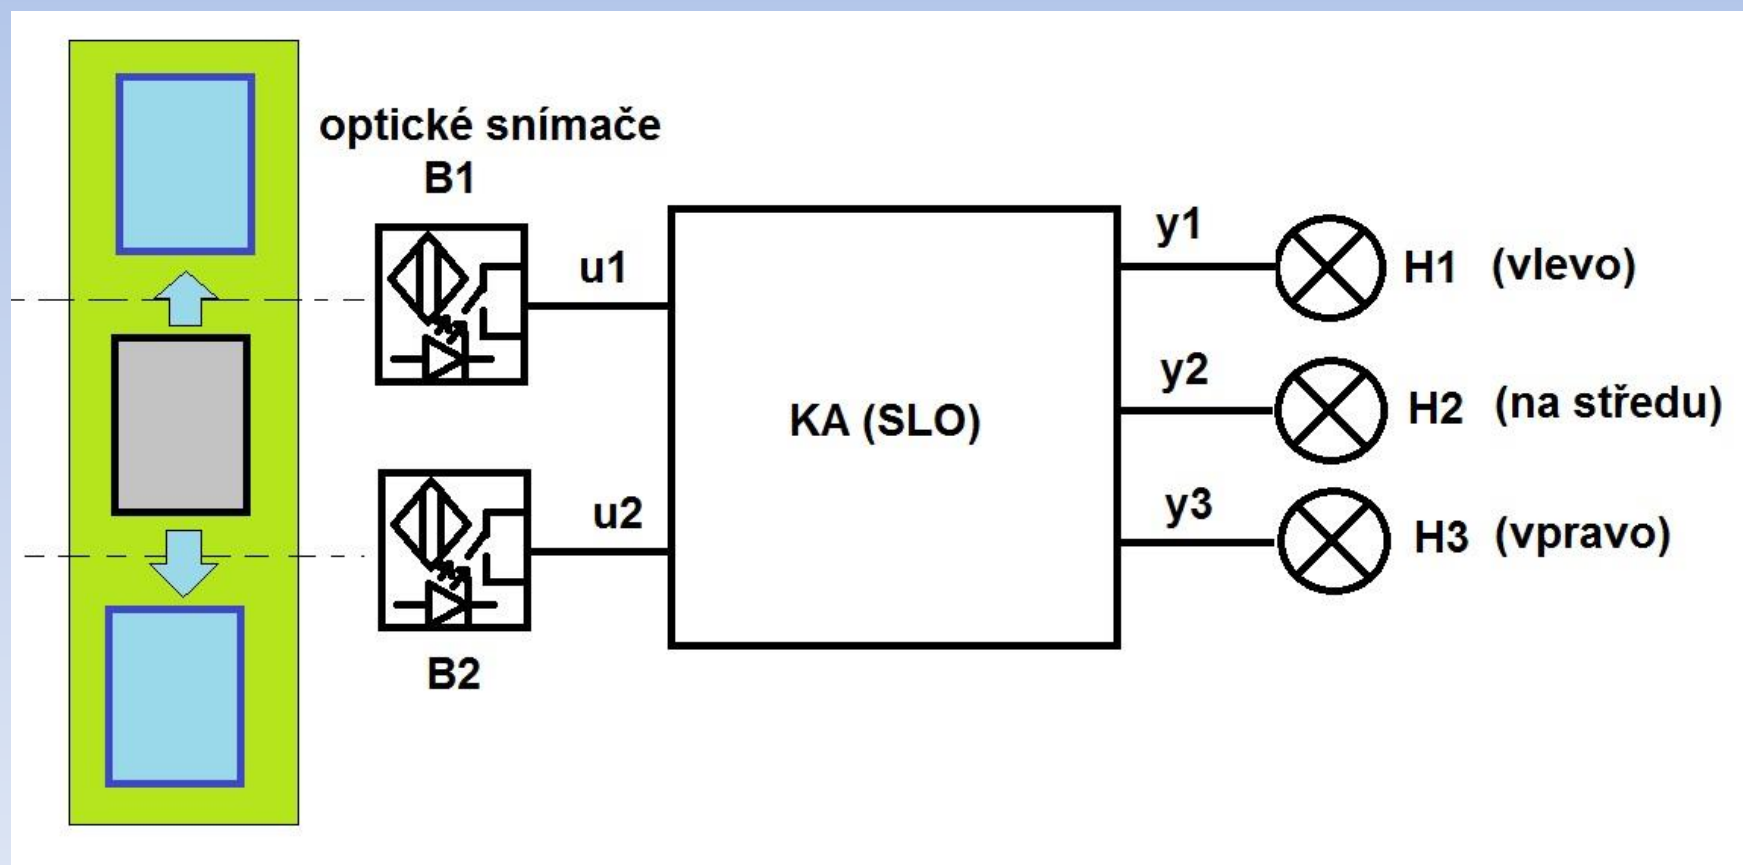 optické snímače
B1
u1
y1
H1 (vlevo)
KA (SLO)
y2
H2 (na středu)
u2
y3
H3 (vpravo)
B2